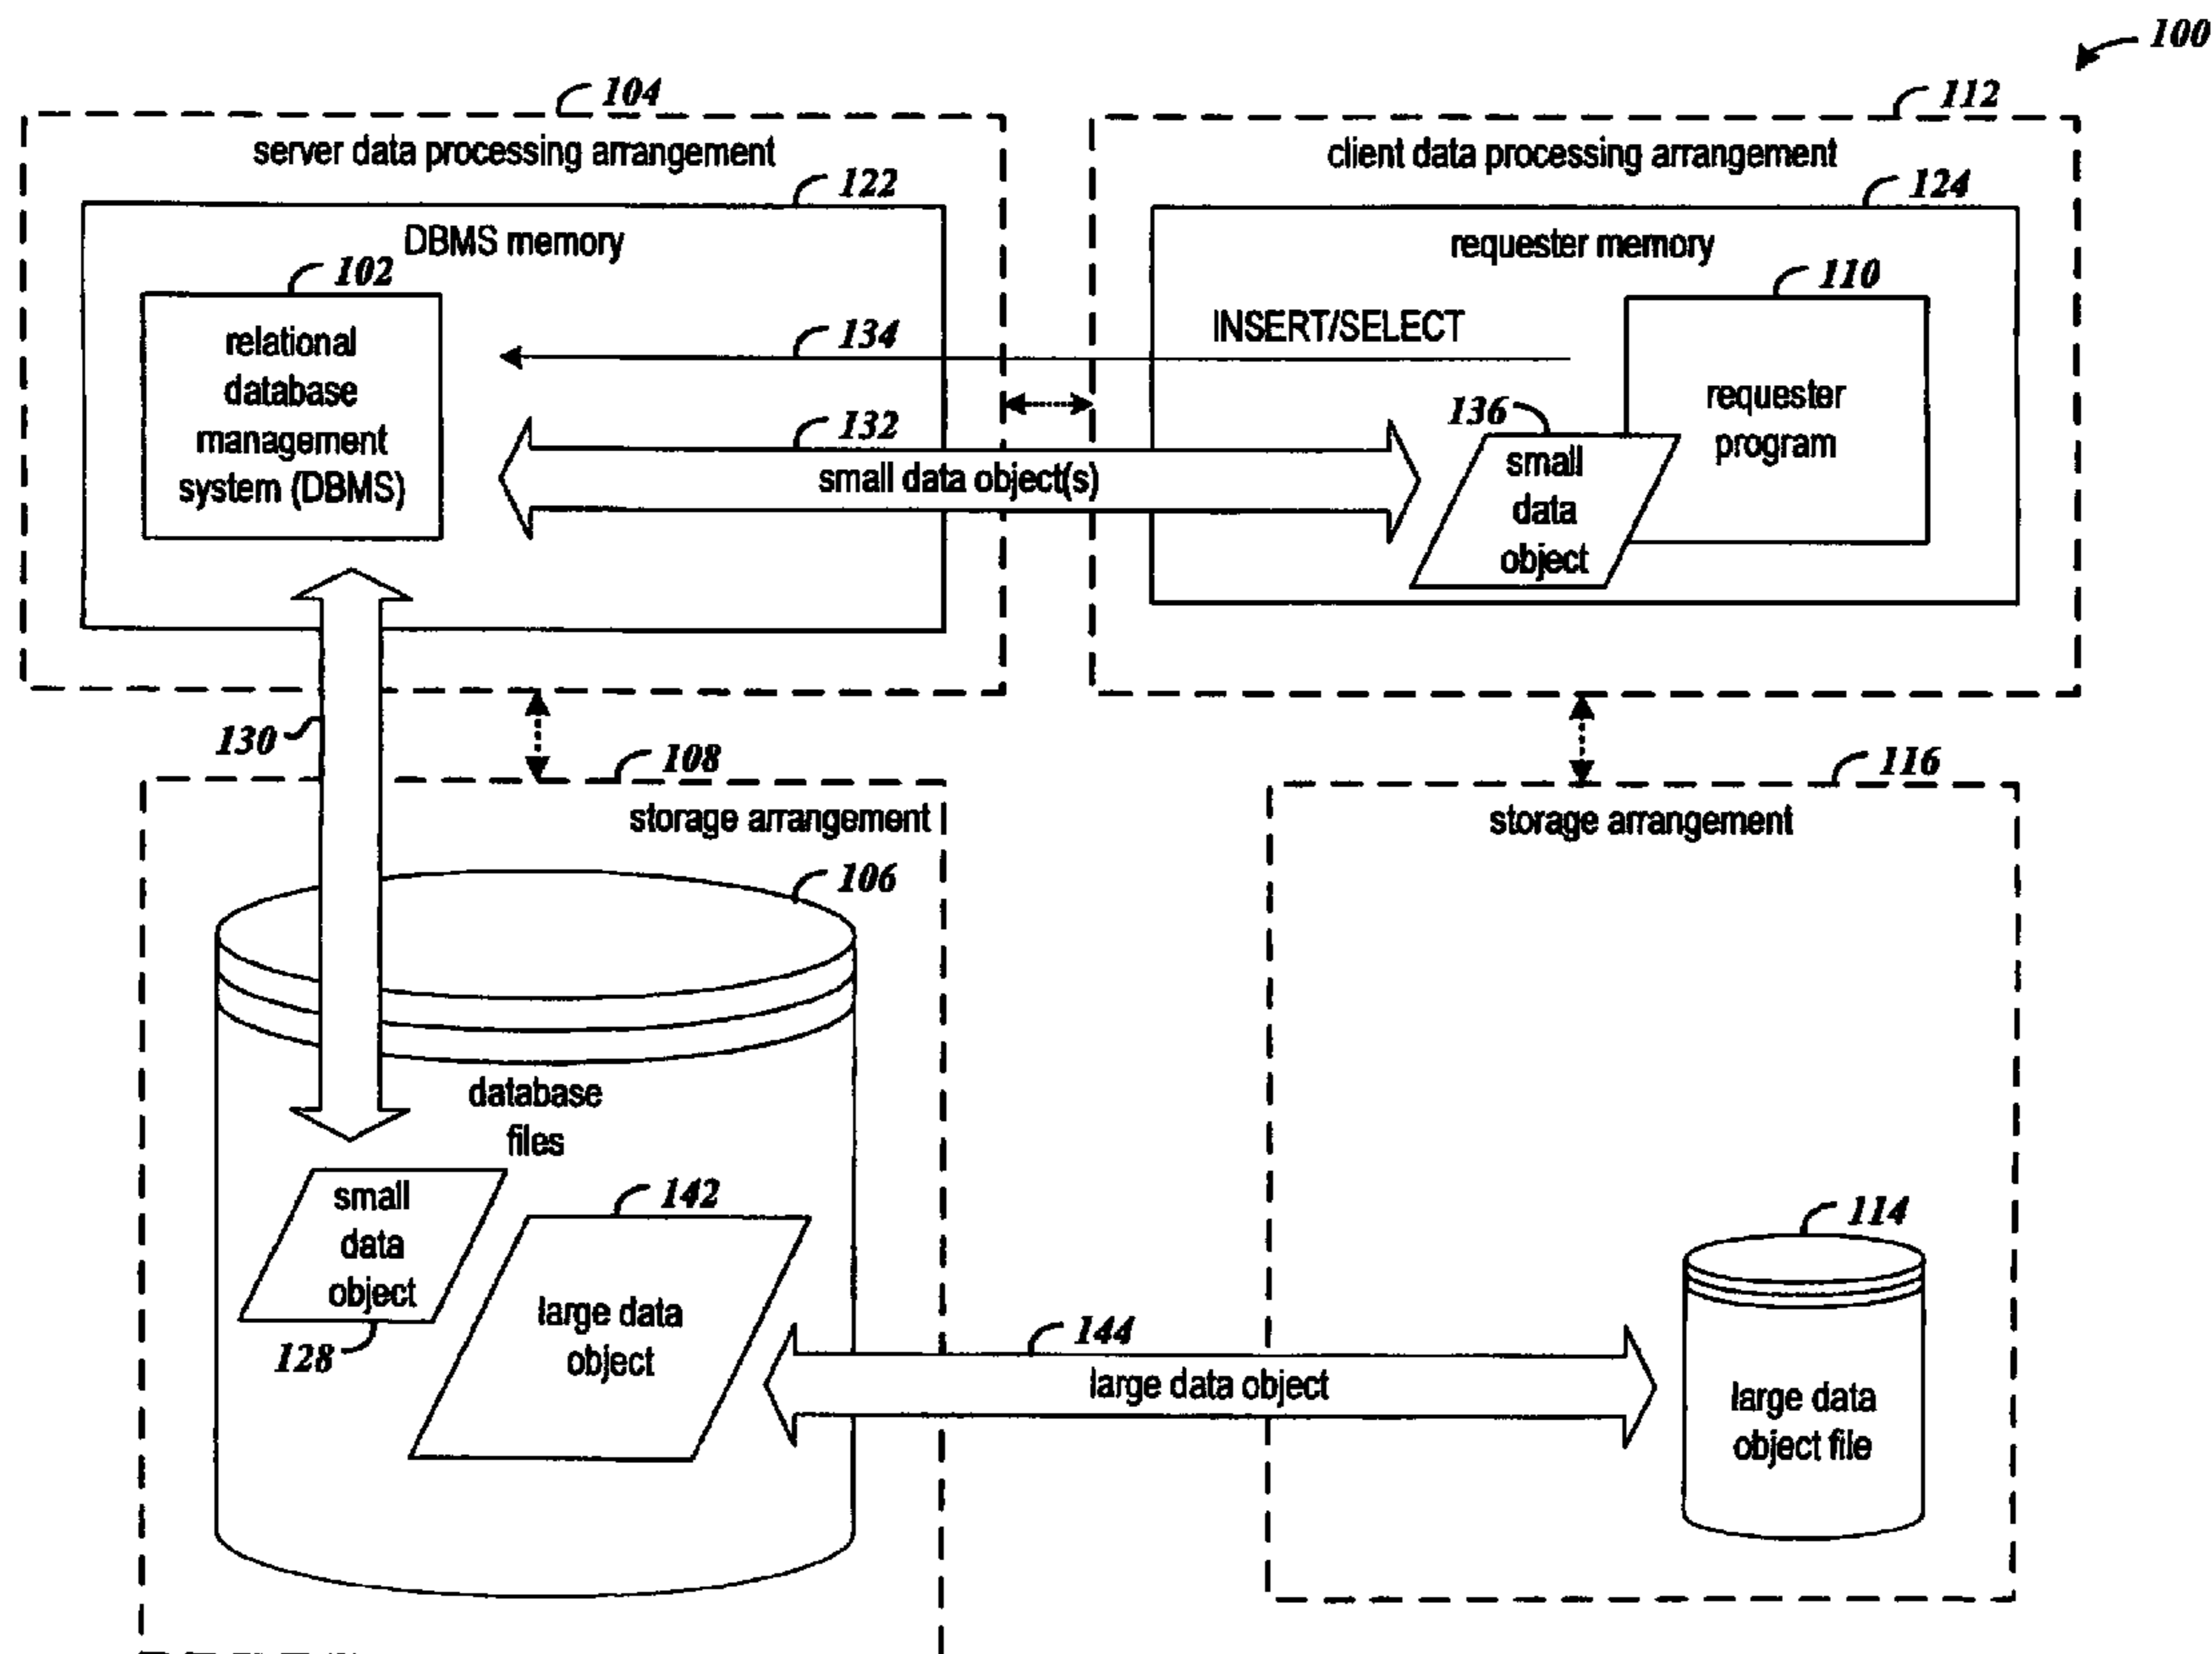 100
104
server data processing arrangement
122
DBMS memory
102
relational
database
management
system (DBMS)
112
client data processing arrangement
124
requester memory
110
requester
program
INSERT/SELECT
134
132
small data object(s)
136
small
data
object
130
108
storage arrangement
106
database
files
small
data
object
128
142
large data
object
144
large data object
116
storage arrangement
114
large data
object file